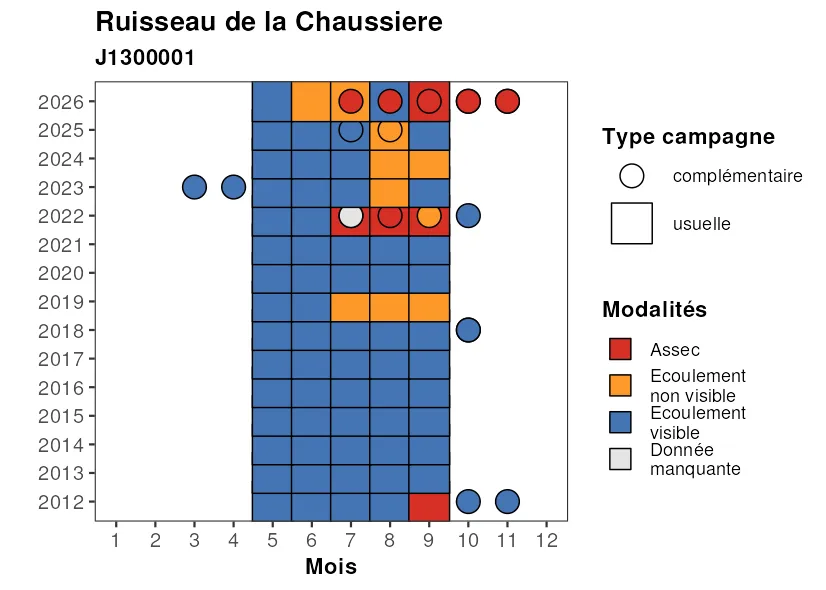 Ruisseau de la Chaussiere
J1300001
2026
2025
2024
2023
2022
2021
2020
2019
2018
2017
2016
2015
2014
2013
2012
1 2 3 4 5 6 7 8 9 10 11 12
Mois
Type campagne
complémentaire
usuelle
Modalités
Assec
Ecoulement
non visible
Ecoulement
visible
Donnée
manquante